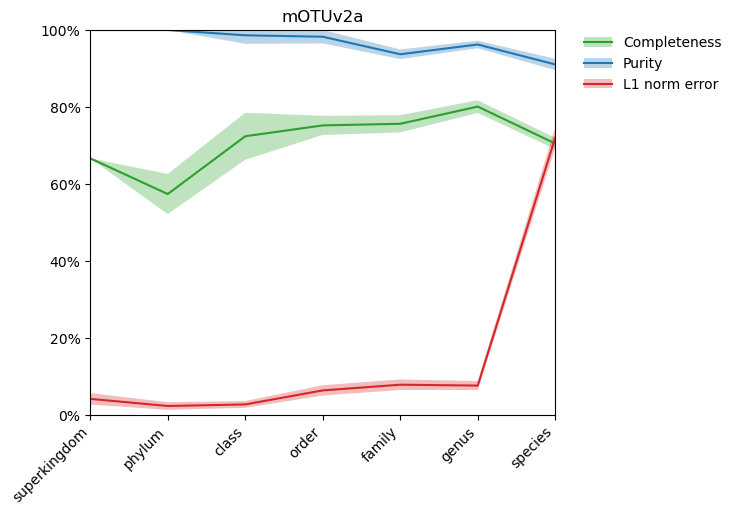 mOTUv2a
100%
80%
60%
40%
20%
0%
superkingdom
phylum
class
order
family
genus
species
Completeness
Purity
L1 norm error